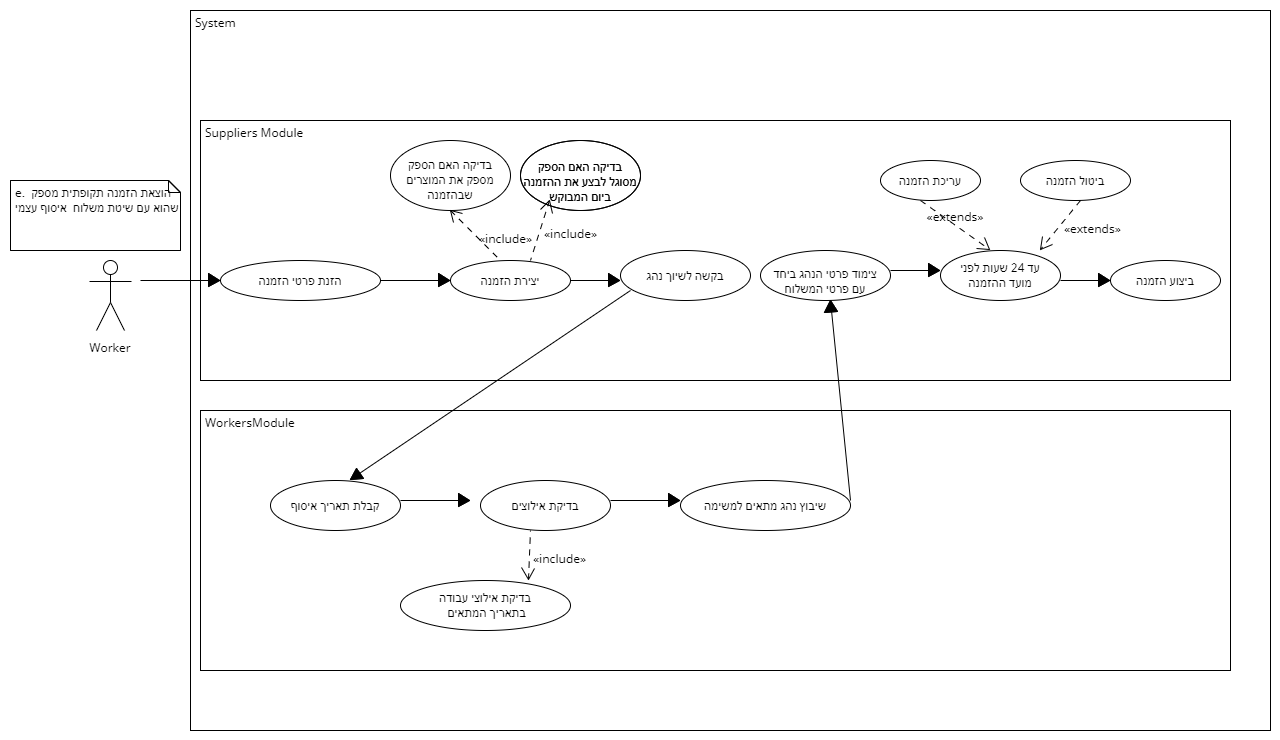 System
Suppliers Module
בדיקה האם הספק
מספק את המוצרים
שבהזמנה
בדיקה האם הספק
מסוגל לבצע את ההזמנה
ביום המבוקש
עריכת הזמנה
ביטול הזמנה
e. הוצאת הזמנה תקופתית מספק
שהוא עם שיטת משלוח איסוף עצמי
«include»
«include»
«extends»
«extends»
הזנת פרטי הזמנה
יצירת הזמנה
בקשה לשיוך נהג
צימוד פרטי הנהג ביחד
עם פרטי המשלוח
עד 24 שעות לפני
מועד ההזמנה
ביצוע הזמנה
Worker
WorkersModule
קבלת תאריך איסוף
בדיקת אילוצים
שיבוץ נהג מתאים למשימה
«include»
בדיקת אילוצי עבודה
בתאריך המתאים